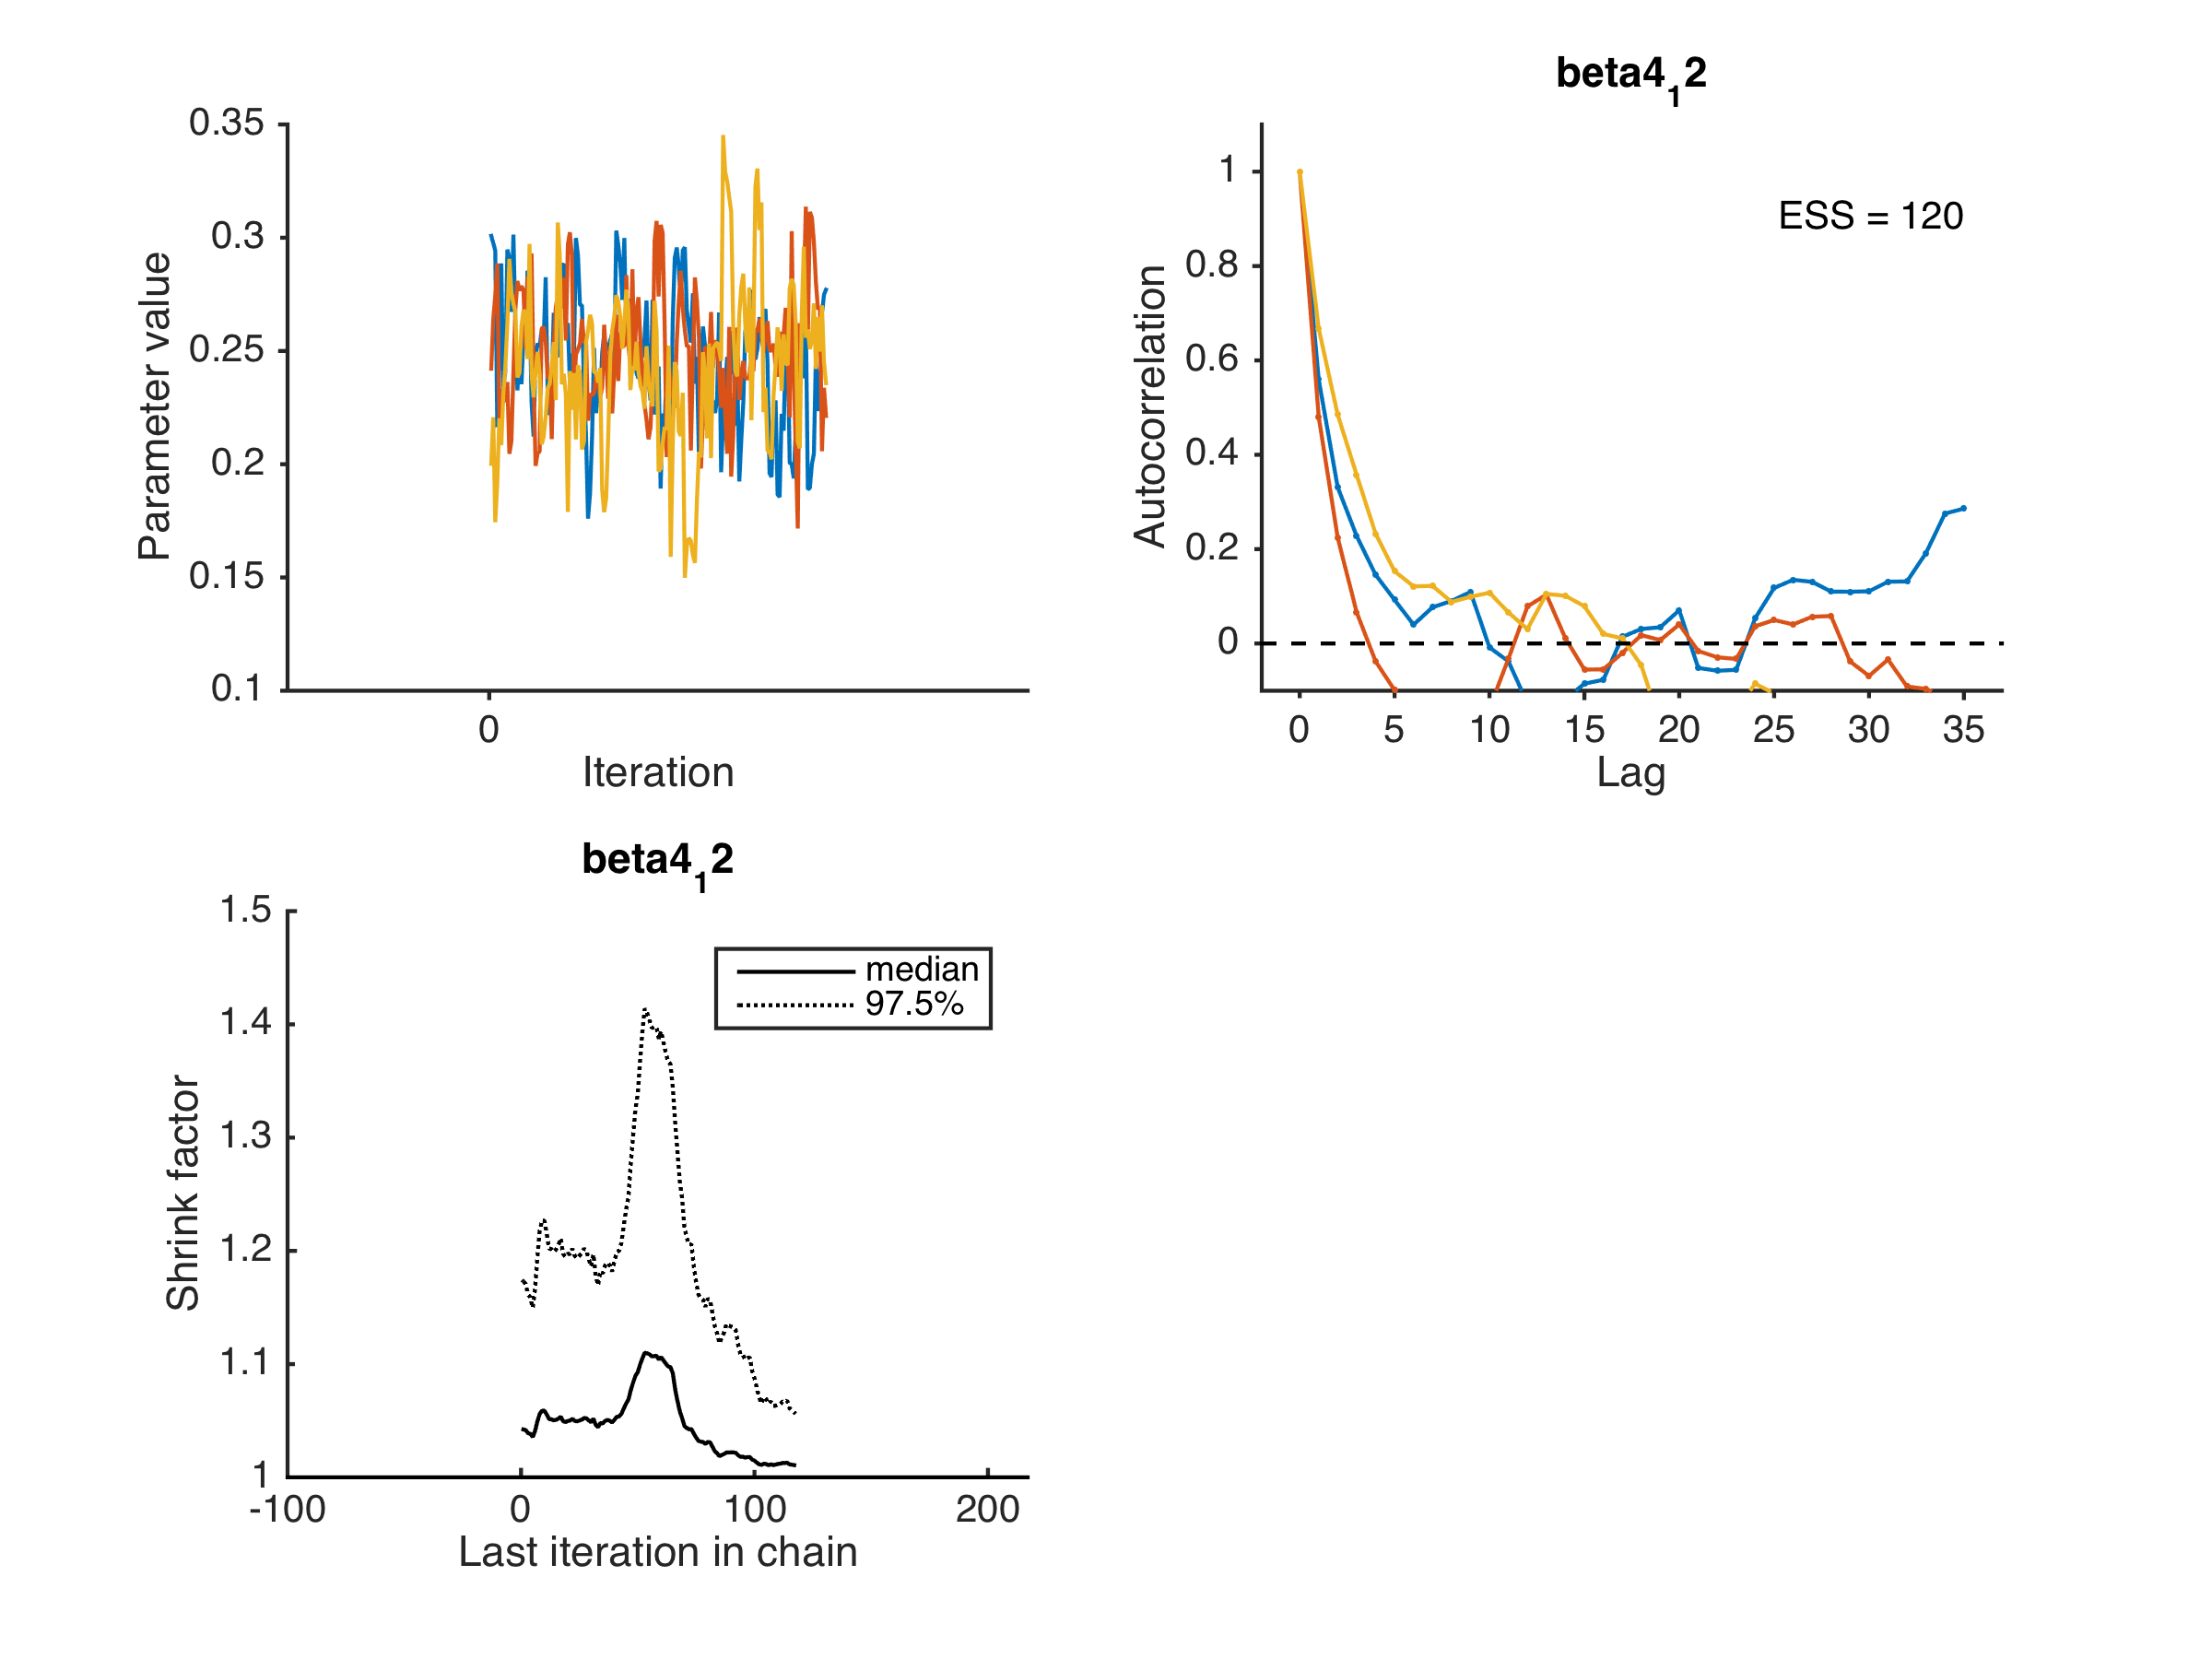 0.35
0.3
0.25
0.2
0.15
0.1
Parameter value
0
Iteration
beta4₁2
ESS = 120
1
0.8
0.6
0.4
0.2
0
Autocorrelation
0 5 10 15 20 25 30 35
Lag
beta4₁2
median
97.5%
1.5
1.4
1.3
1.2
1.1
1
Shrink factor
-100 0 100 200
Last iteration in chain